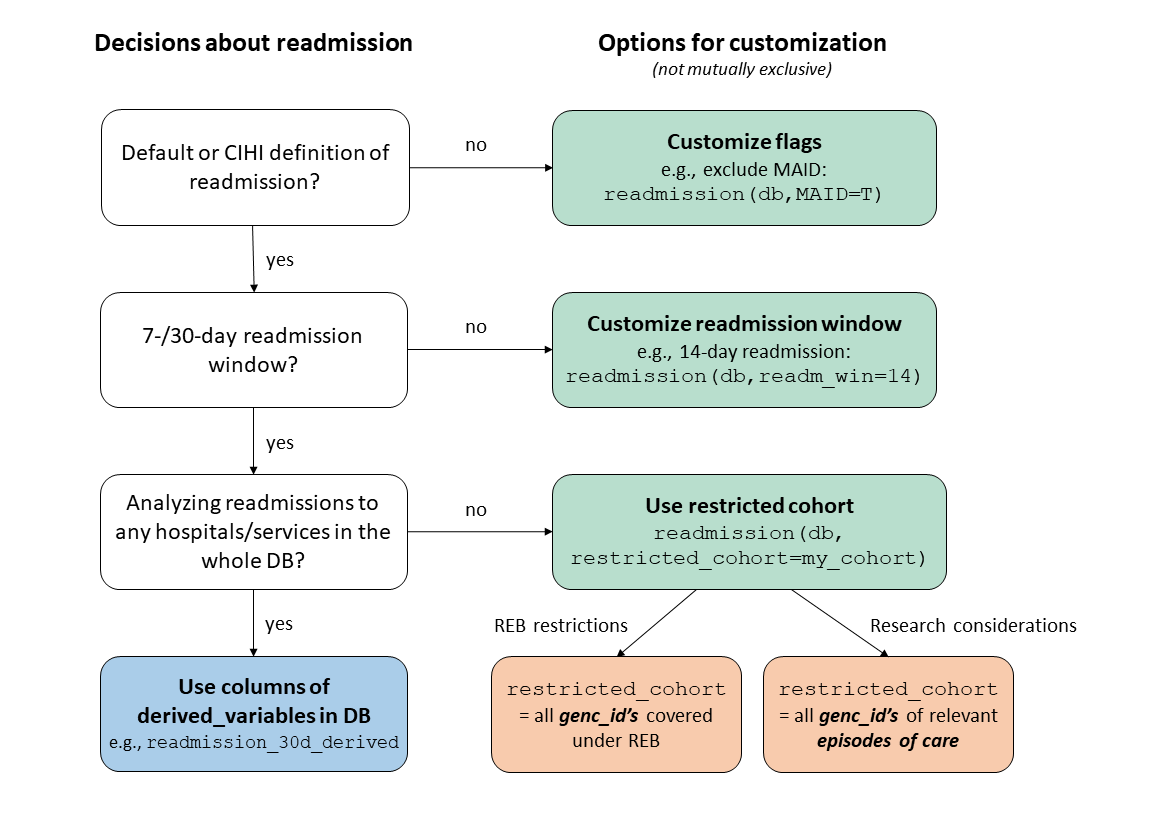 Decisions about readmission
Options for customization
(not mutually exclusive)
Default or CIHI definition of
readmission?
no
Customize flags
e.g., exclude MAID:
readmission(db,MAID=T)
yes
7-/30-day readmission
window?
no
Customize readmission window
e.g., 14-day readmission:
readmission(db,readm_win=14)
yes
Analyzing readmissions to
any hospitals/services in the
whole DB?
no
Use restricted cohort
readmission(db,
restricted_cohort=my_cohort)
yes
REB restrictions
Research considerations
Use columns of
derived_variables in DB
e.g., readmission_30d_derived
restricted_cohort
= all genc_id's covered
under REB
restricted_cohort
= all genc_id's of relevant
episodes of care